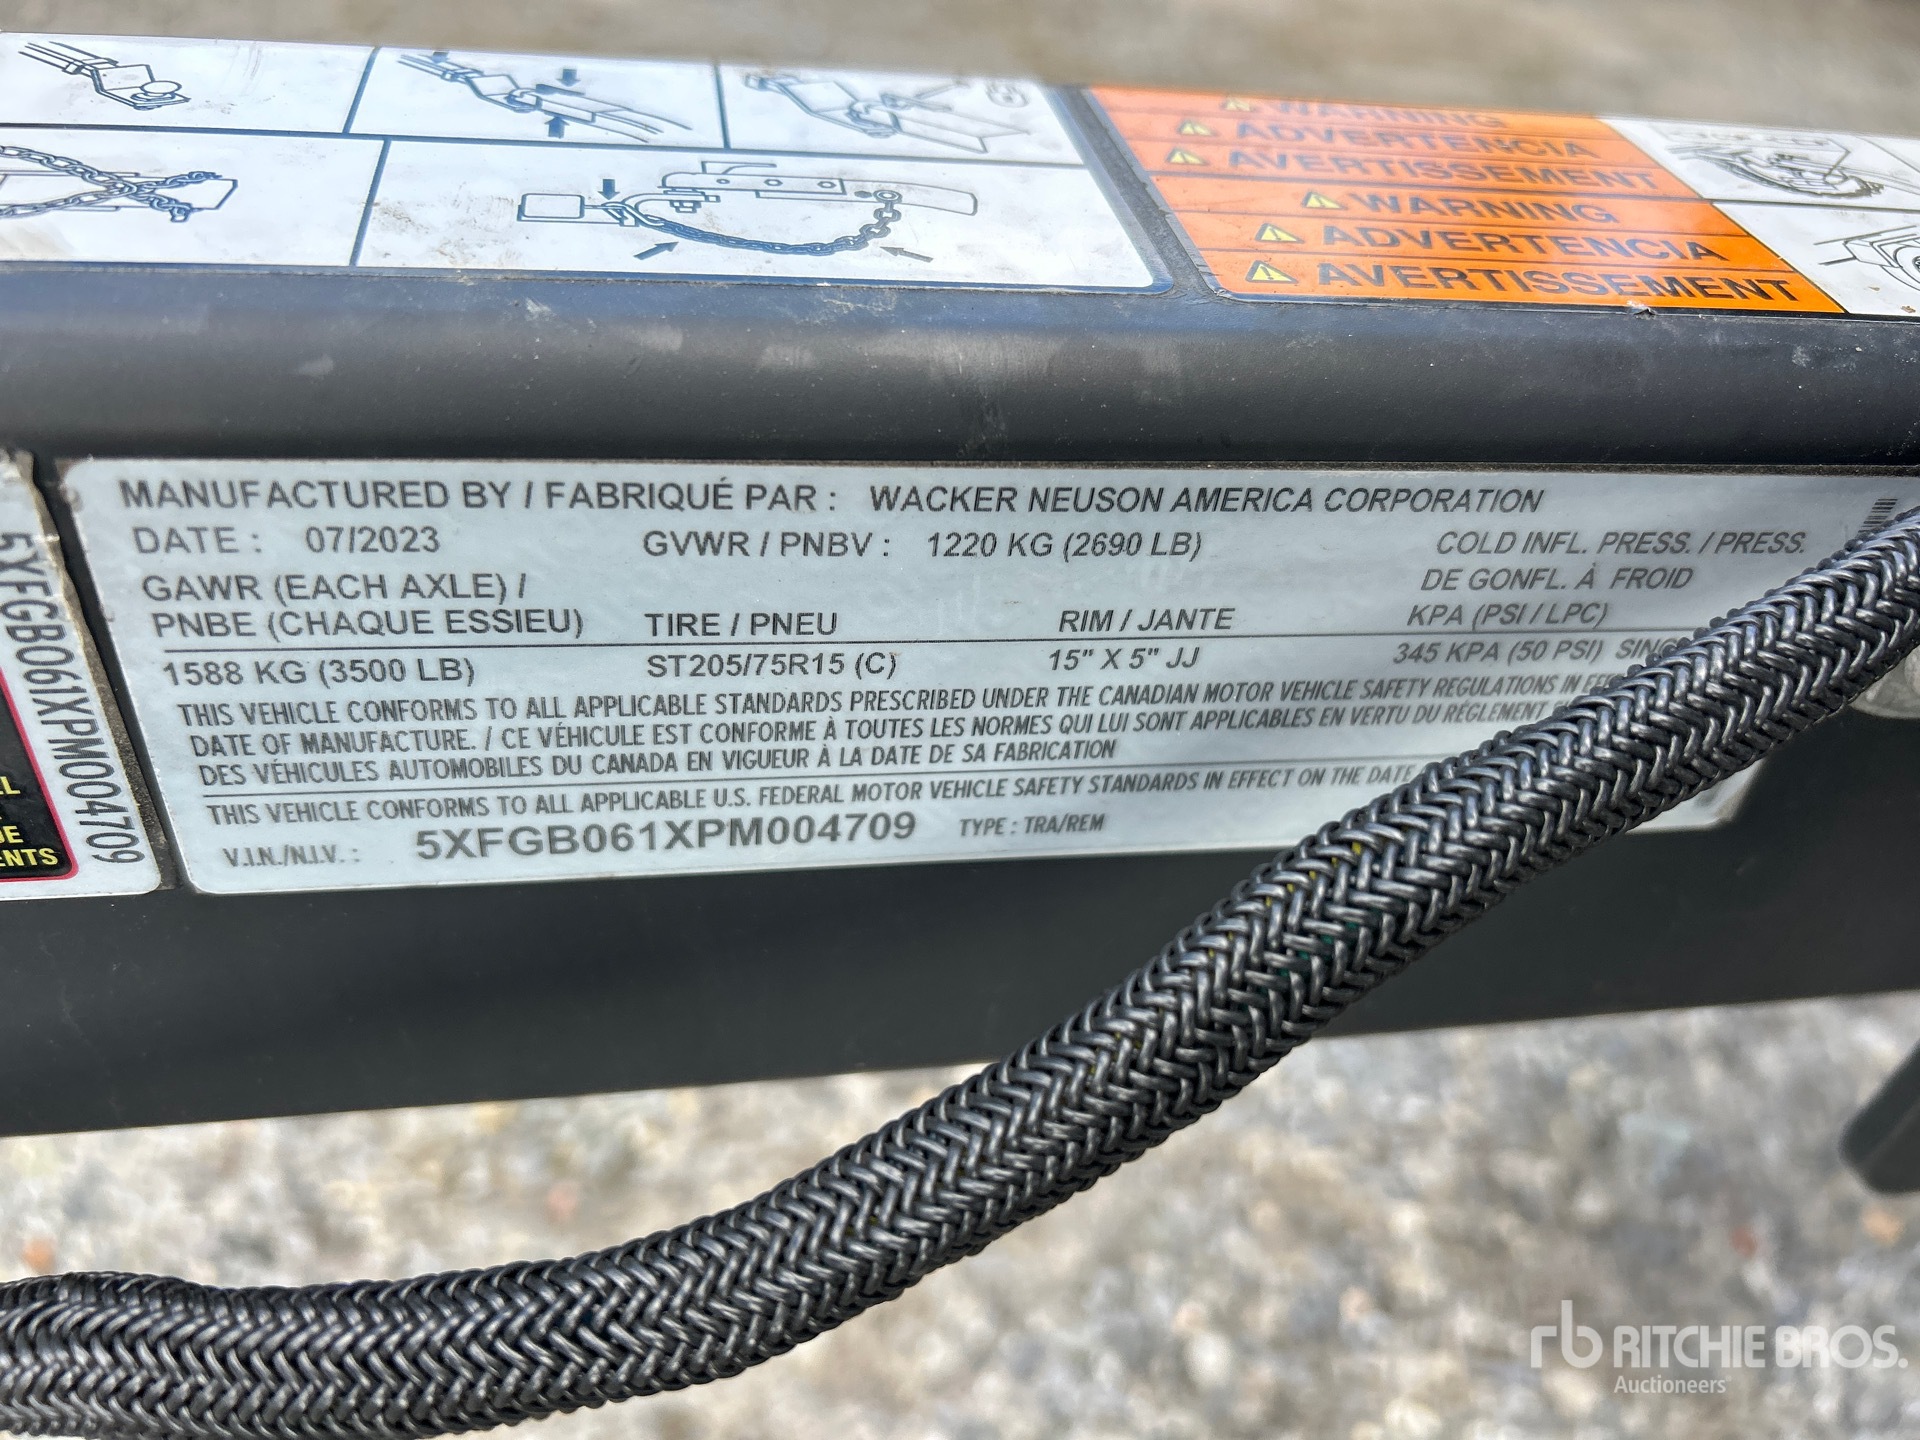 WARNING
ADVERTENCIA
AVERTISSEMENT
WARNING
ADVERTENCIA
AVERTISSEMENT
MANUFACTURED BY / FABRIQUÉ PAR : WACKER NEUSON AMERICA CORPORATION
DATE : 07/2023 GVWR / PNBV : 1220 KG (2690 LB) COLD INFL. PRESS. / PRESS.
GAWR (EACH AXLE) / DE GONFL. À FROID
PNBE (CHAQUE ESSIEU) TIRE / PNEU RIM / JANTE KPA (PSI / LPC)
1588 KG (3500 LB) ST205/75R15 (C) 15" X 5" JJ 345 KPA (50 PSI)
THIS VEHICLE CONFORMS TO ALL APPLICABLE STANDARDS PRESCRIBED UNDER THE CANADIAN MOTOR VEHICLE SAFETY REGULATIONS IN
DATE OF MANUFACTURE. / CE VÉHICULE EST CONFORME À TOUTES LES NORMES QUI LUI SONT APPLICABLES EN VERTU DU RÉGLEMENT
DES VÉHICULES AUTOMOBILES DU CANADA EN VIGUEUR À LA DATE DE SA FABRICATION
THIS VEHICLE CONFORMS TO ALL APPLICABLE U.S. FEDERAL MOTOR VEHICLE SAFETY STANDARDS IN EFFECT ON THE DATE
V.I.N./N.I.V. : 5XFGB061XPM004709 TYPE : TRA/REM
5XFGB061XPM004709
rb RITCHIE BROS.
Auctioneers